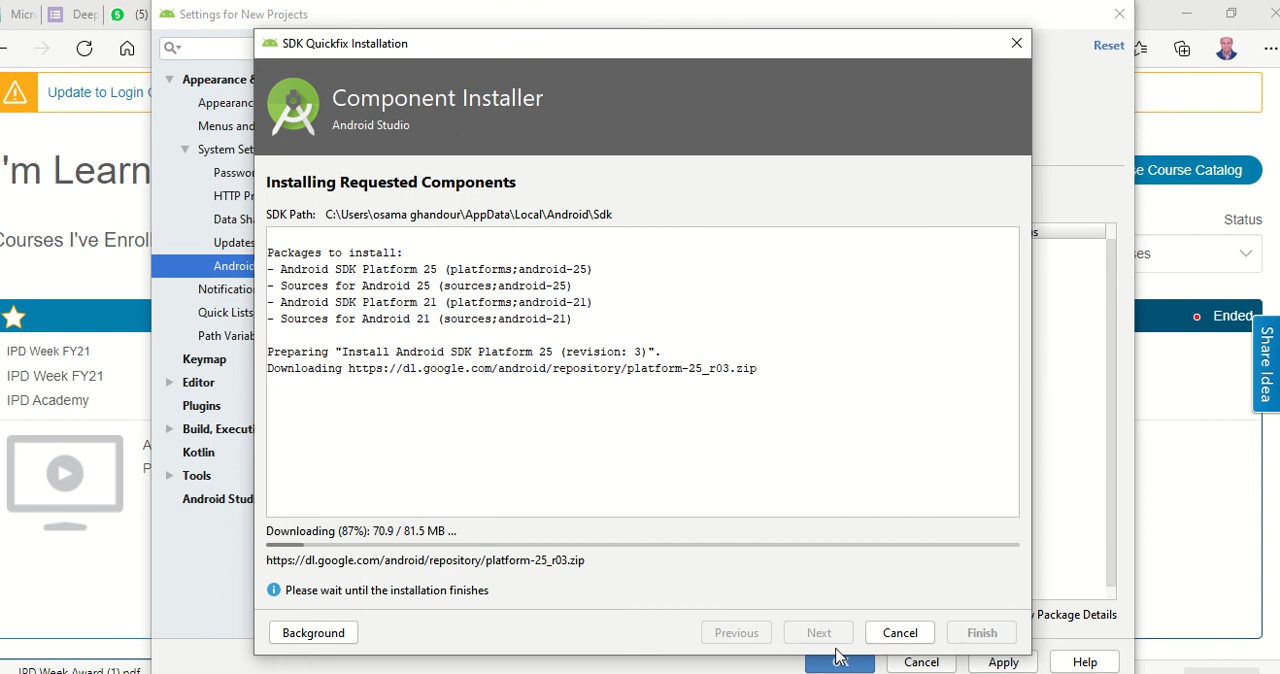 Micr
Deep
(5)
Settings for New Projects
SDK Quickfix Installation
Reset
Update to Login
Component Installer
Android Studio
'm Learn
Courses I've Enroll
IPD Week FY21
IPD Week FY21
IPD Academy
A
P
IPD Week Award (1).pdf
Appearance &
Appearanc
Menus and
System Set
Passwor
HTTP Pr
Data Sh
Updates
Android
Notification
Quick Lists
Path Variab
Keymap
Editor
Plugins
Build, Executi
Kotlin
Tools
Android Stud
Installing Requested Components
SDK Path: C:\Users\osama ghandour\AppData\Local\Android\Sdk
Packages to install:
- Android SDK Platform 25 (platforms;android-25)
- Sources for Android 25 (sources;android-25)
- Android SDK Platform 21 (platforms;android-21)
- Sources for Android 21 (sources;android-21)
Preparing "Install Android SDK Platform 25 (revision: 3)".
Downloading https://dl.google.com/android/repository/platform-25_r03.zip
Downloading (87%): 70.9 / 81.5 MB ...
https://dl.google.com/android/repository/platform-25_r03.zip
Please wait until the installation finishes
Background
Previous
Next
Cancel
Finish
e Course Catalog
Status
s
es
Ended
Share Idea
Package Details
Cancel
Apply
Help